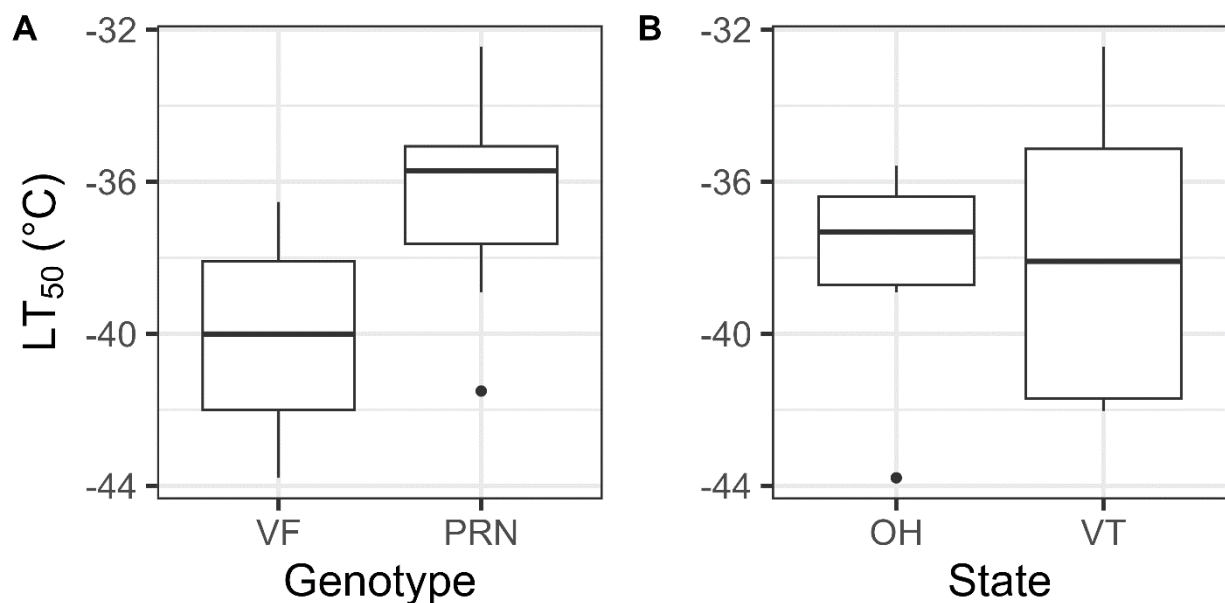 A
LT50 (°C)
-32
-36
-40
-44
VF PRN
Genotype
B
-32
-36
-40
-44
OH VT
State